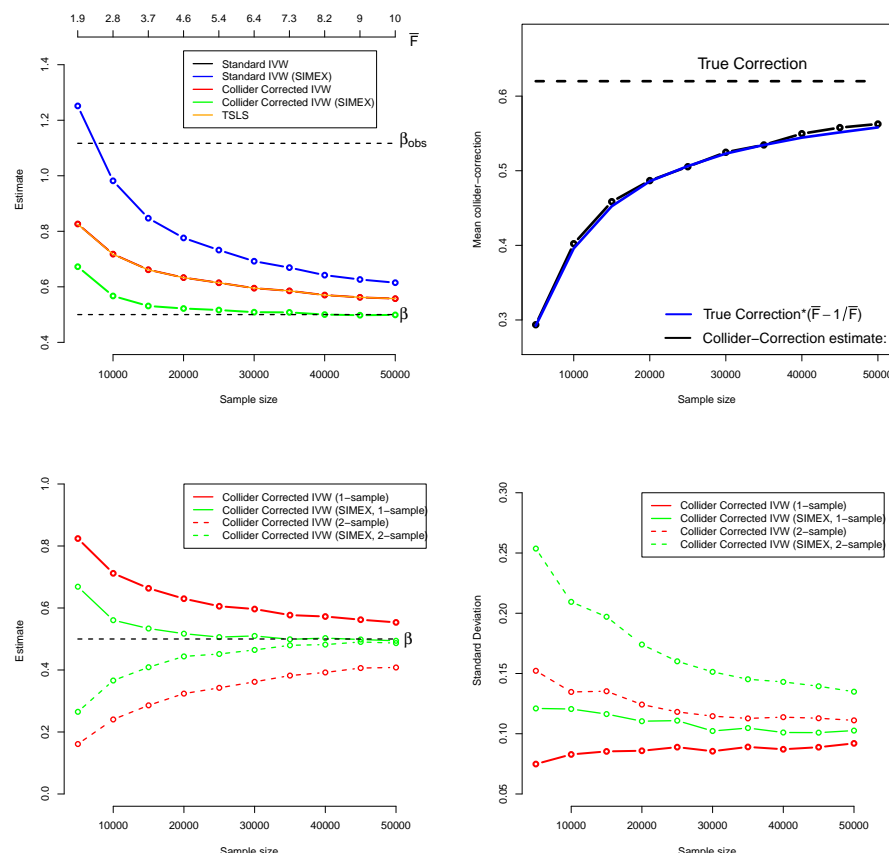 1.9 2.8 3.7 4.6 5.4 6.4 7.3 8.2 9 10
F̅
Standard IVW
Standard IVW (SIMEX)
Collider Corrected IVW
Collider Corrected IVW (SIMEX)
TSLS
βobs
β
Estimate
0.4 0.6 0.8 1.0 1.2 1.4
10000 20000 30000 40000 50000
Sample size
True Correction
True Correction*(F̅−1/F̅)
Collider−Correction estimate:
Mean collider−correction
0.3 0.4 0.5 0.6
10000 20000 30000 40000 50000
Sample size
Collider Corrected IVW (1−sample)
Collider Corrected IVW (SIMEX, 1−sample)
Collider Corrected IVW (2−sample)
Collider Corrected IVW (SIMEX, 2−sample)
β
Estimate
0.0 0.2 0.4 0.6 0.8 1.0
10000 20000 30000 40000 50000
Sample size
Collider Corrected IVW (1−sample)
Collider Corrected IVW (SIMEX, 1−sample)
Collider Corrected IVW (2−sample)
Collider Corrected IVW (SIMEX, 2−sample)
Standard Deviation
0.05 0.10 0.15 0.20 0.25 0.30
10000 20000 30000 40000 50000
Sample size